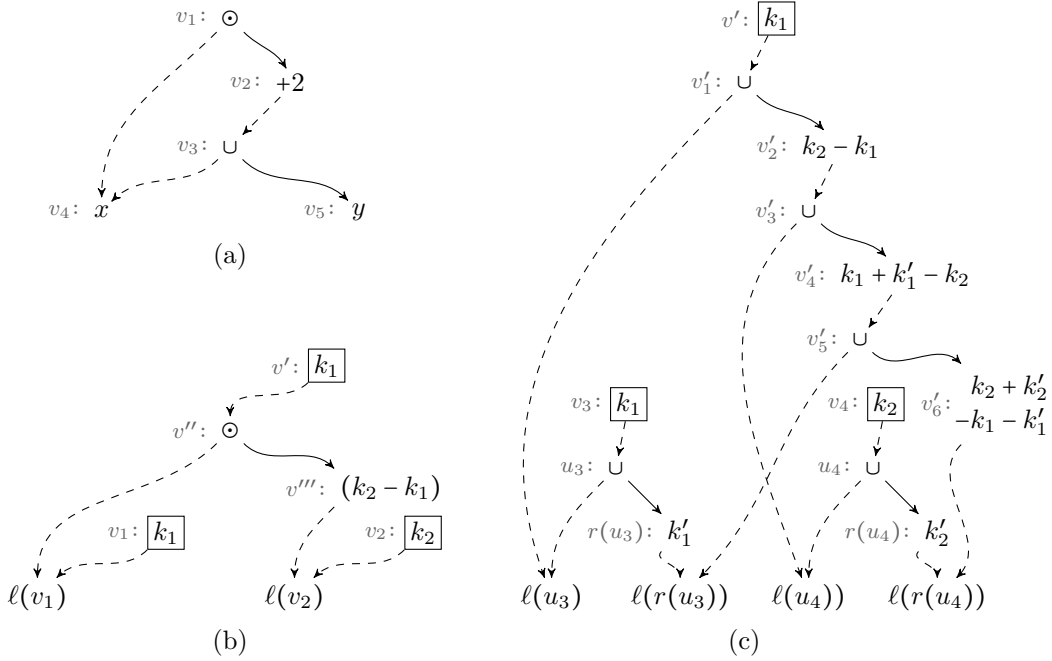 v₁: ⊙
v₂: +2
v₃: ∪
v₄: x
v₅: y
(a)
v′: k₁
v″: ⊙
v‴: (k₂ − k₁)
v₁: k₁
v₂: k₂
ℓ(v₁)
ℓ(v₂)
(b)
v′: k₁
v′₁: ∪
v′₂: k₂ − k₁
v′₃: ∪
v′₄: k₁ + k′₁ − k₂
v′₅: ∪
v′₆: k₂ + k′₂
−k₁ − k′₁
v₃: k₁
v₄: k₂
u₃: ∪
u₄: ∪
r(u₃): k′₁
r(u₄): k′₂
ℓ(u₃)
ℓ(r(u₃))
ℓ(u₄))
ℓ(r(u₄))
(c)